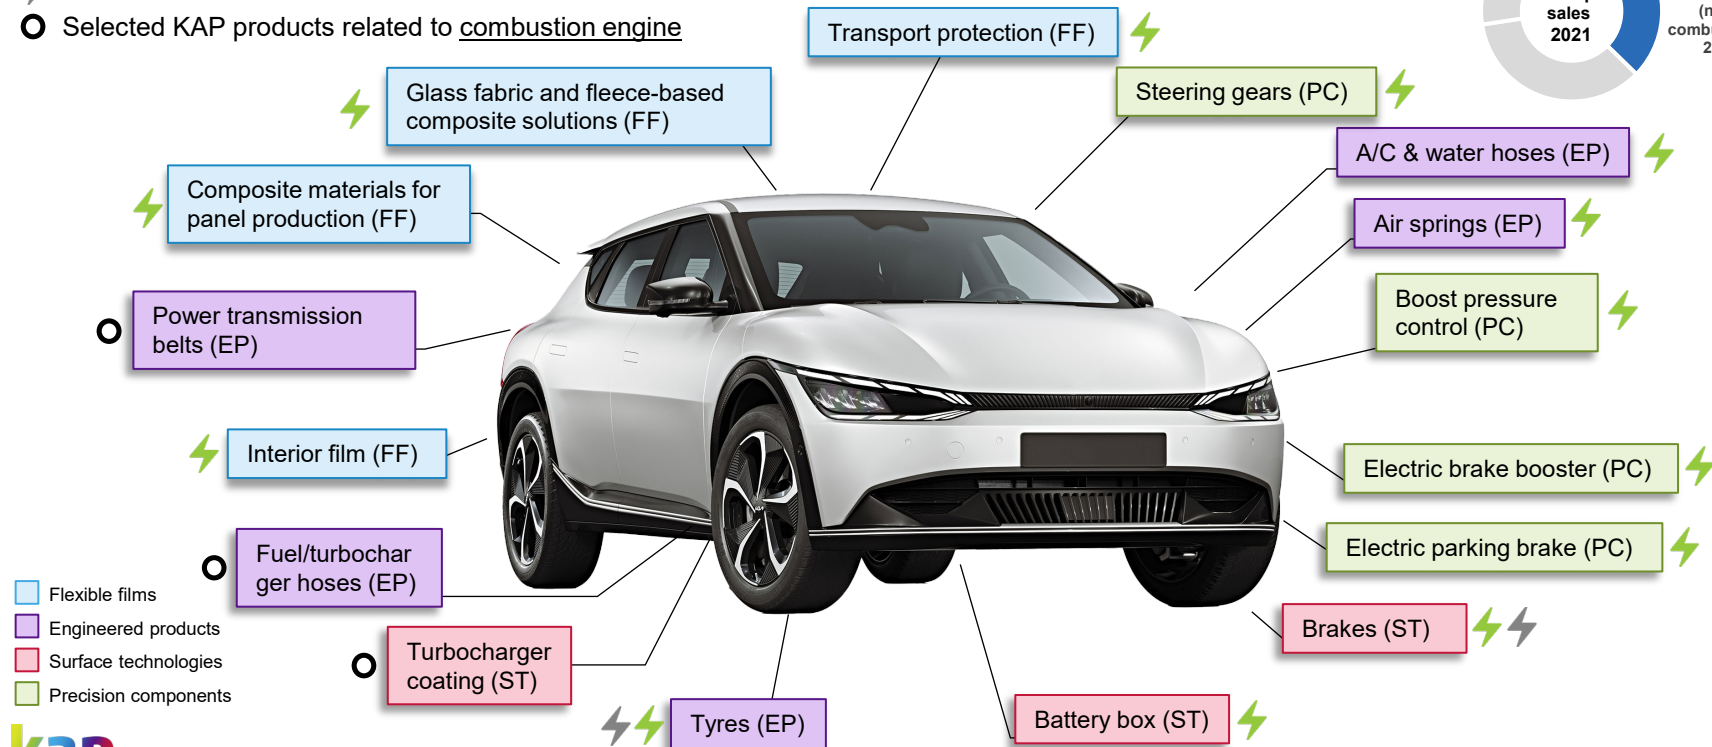 Selected KAP products related to combustion engine
sales
2021
Transport protection (FF)
Glass fabric and fleece-based
composite solutions (FF)
Steering gears (PC)
A/C & water hoses (EP)
Composite materials for
panel production (FF)
Air springs (EP)
Boost pressure
control (PC)
Power transmission
belts (EP)
Interior film (FF)
Electric brake booster (PC)
Fuel/turbochar
ger hoses (EP)
Electric parking brake (PC)
Flexible films
Engineered products
Surface technologies
Precision components
Brakes (ST)
Turbocharger
coating (ST)
Tyres (EP)
Battery box (ST)
kap